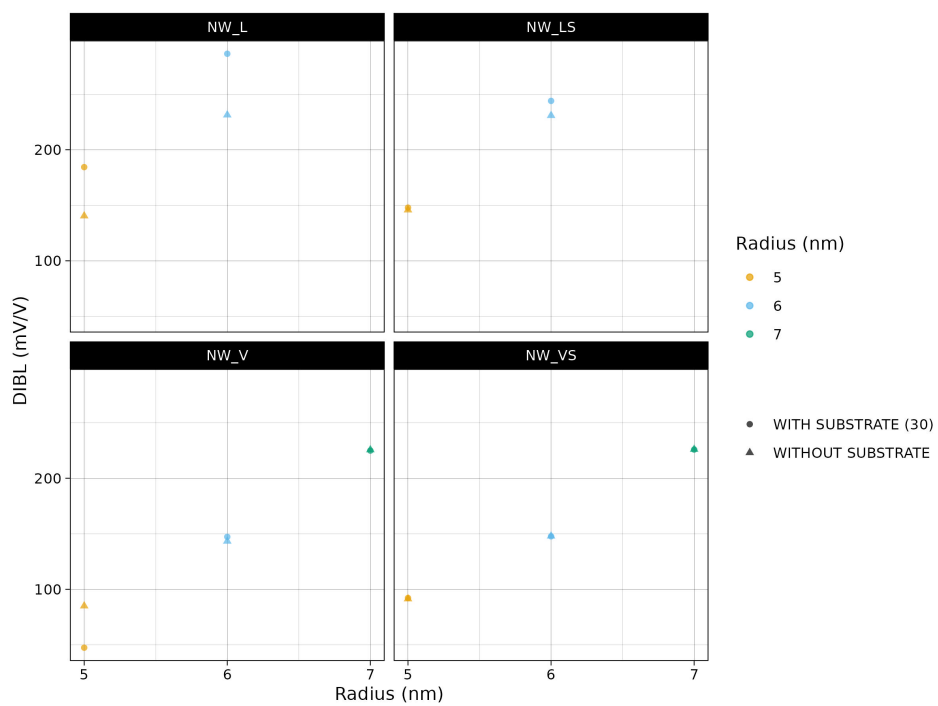 NW_L
NW_LS
200
100
DIBL (mV/V)
NW_V
NW_VS
200
100
5
6
7
5
6
7
Radius (nm)
Radius (nm)
5
6
7
WITH SUBSTRATE (30)
WITHOUT SUBSTRATE